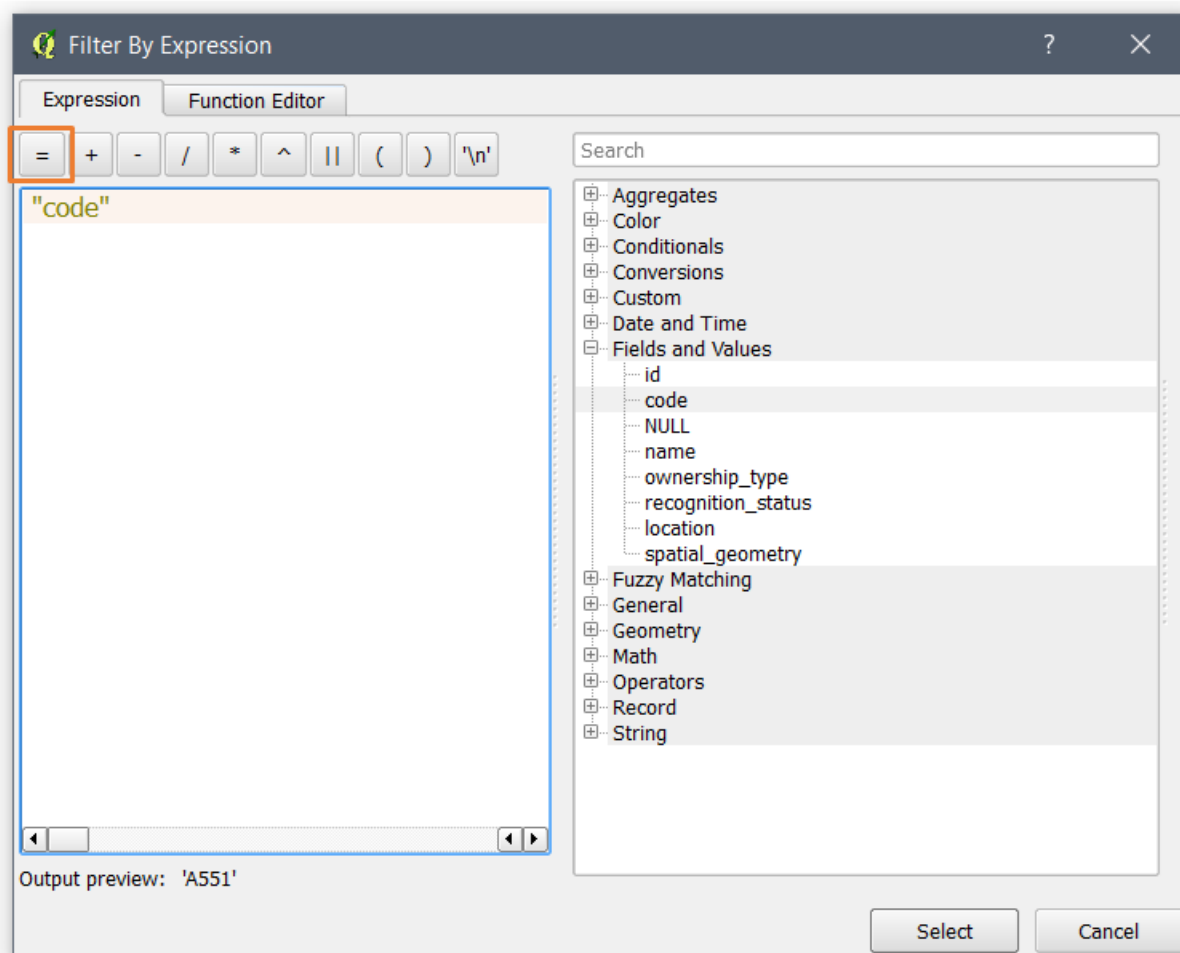 Filter By Expression ?
Expression Function Editor
= + - / * ^ || ( ) '\n'
Search
"code"
Aggregates
Color
Conditionals
Conversions
Custom
Date and Time
Fields and Values
id
code
NULL
name
ownership_type
recognition_status
location
spatial_geometry
Fuzzy Matching
General
Geometry
Math
Operators
Record
String
Output preview: 'A551'
Select Cancel